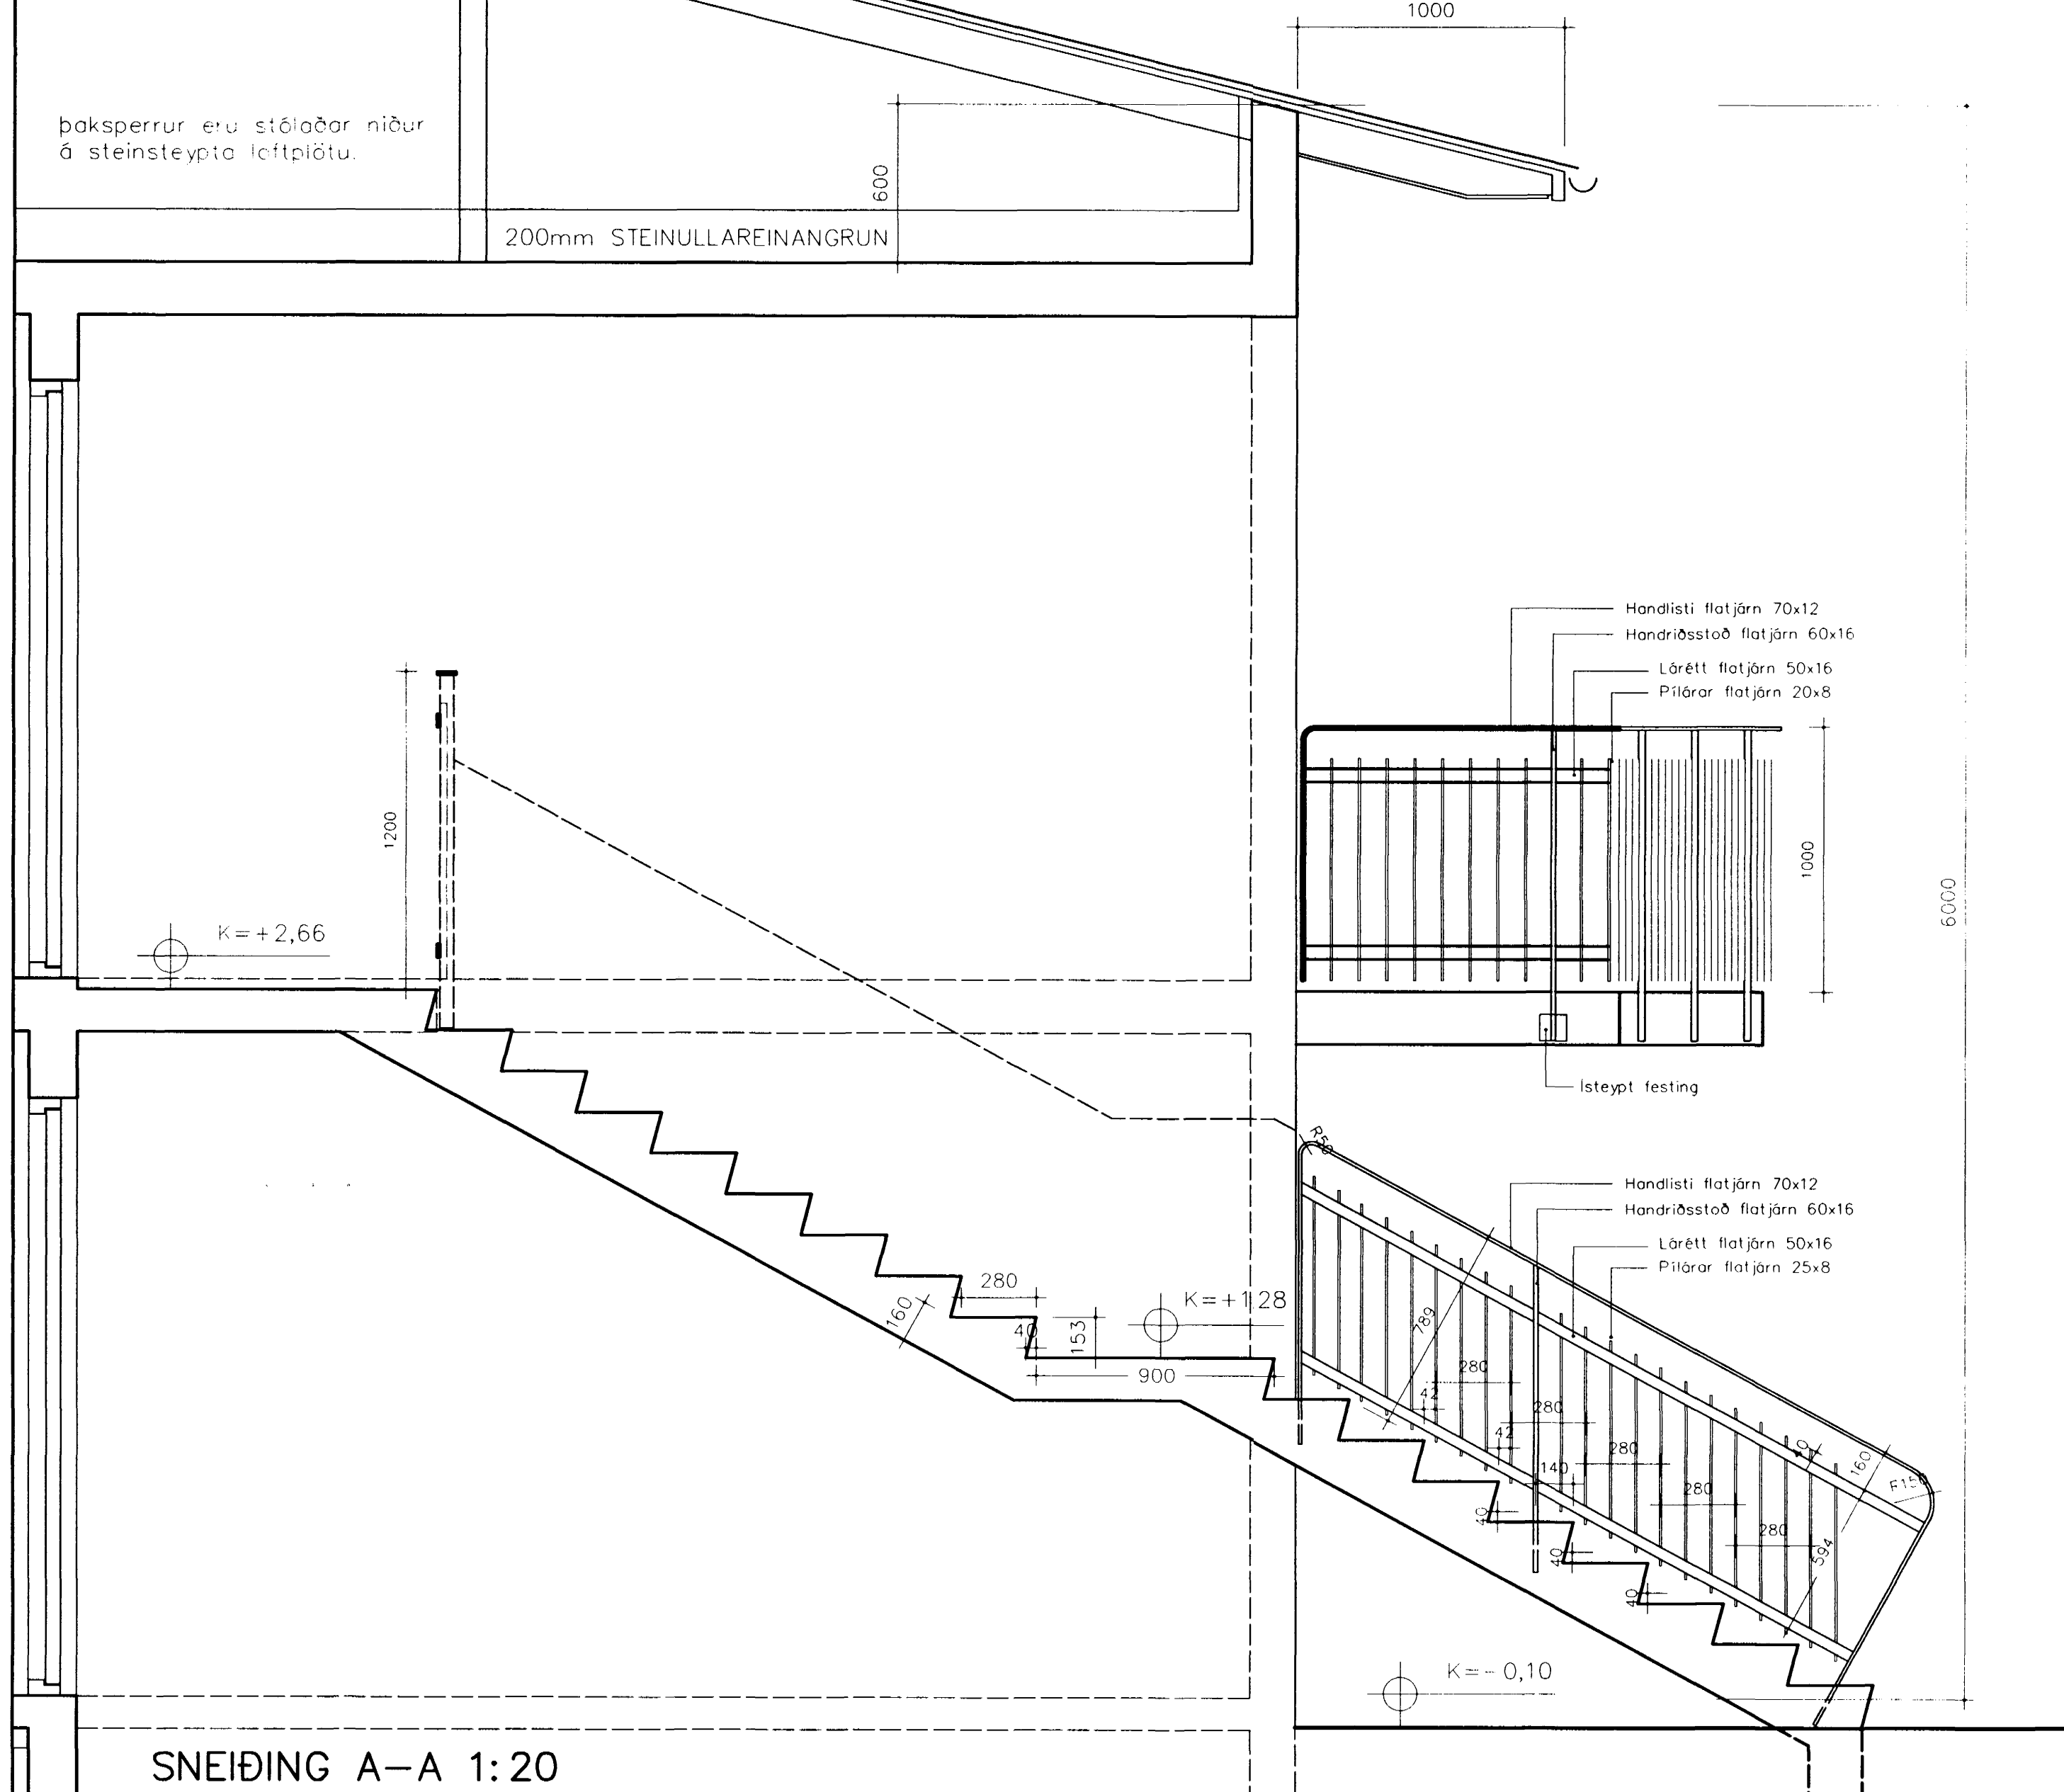 1000
þaksperrur eru stólaðar niður
á steinsteypta loftplötu.
600
200mm STEINULLAREINANGRUN
Handlisti flatjárn 70x12
Handriðsstoð flatjárn 60x16
Lárétt flatjárn 50x16
Pílárar flatjárn 20x8
1200
1000
6000
K=+2,66
Ísteypt festing
R50
Handlisti flatjárn 70x12
Handriðsstoð flatjárn 60x16
Lárétt flatjárn 50x16
Pílárar flatjárn 25x8
280
K=+1,28
160
40
153
900
789
280
42
280
42
280
140
40
160
R150
280
40
280
594
40
40
K=-0,10
SNEIÐING A-A 1:20